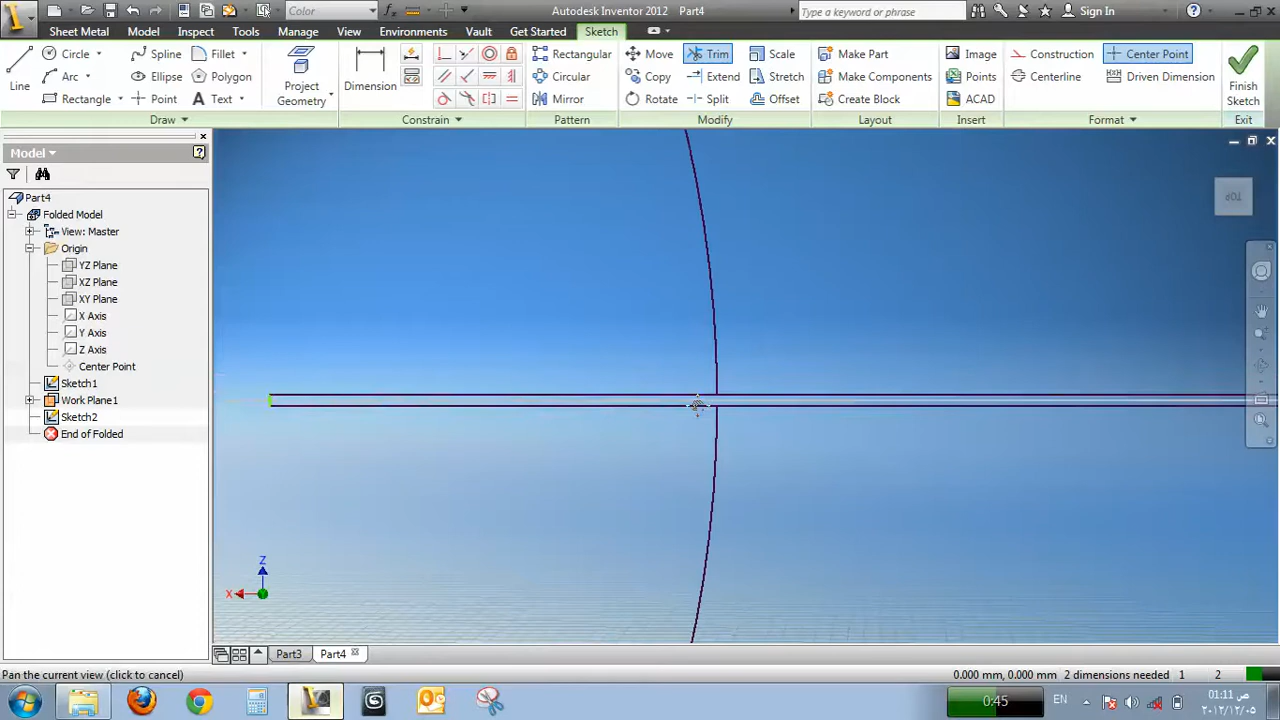 Color
Autodesk Inventor 2012 Part4
Type a keyword or phrase
Sign In
Sheet Metal Model Inspect Tools Manage View Environments Vault Get Started Sketch
Line
Circle
Arc
Rectangle
Spline
Ellipse
Point
Fillet
Polygon
Text
Project
Geometry
Draw
Dimension
Constrain
Rectangular
Circular
Mirror
Pattern
Move
Copy
Rotate
Trim
Extend
Split
Scale
Stretch
Offset
Modify
Make Part
Make Components
Create Block
Layout
Image
Points
ACAD
Insert
Construction
Centerline
Center Point
Driven Dimension
Format
Finish
Sketch
Exit
Model
Part4
Folded Model
View: Master
Origin
YZ Plane
XZ Plane
XY Plane
X Axis
Y Axis
Z Axis
Center Point
Sketch1
Work Plane1
Sketch2
End of Folded
TOP
Z
X
Part3 Part4
Pan the current view (click to cancel)
0.000 mm, 0.000 mm 2 dimensions needed 1 2
0:45
EN
01:11 ص
٢٠١٢/١٢/٠٥